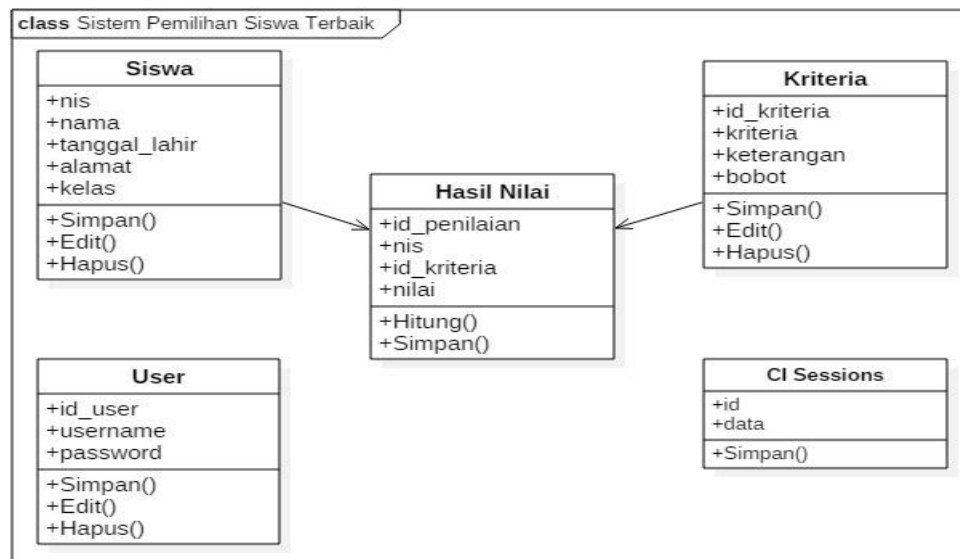 class Sistem Pemilihan Siswa Terbaik
Siswa
+nis
+nama
+tanggal_lahir
+alamat
+kelas
+Simpan()
+Edit()
+Hapus()
Hasil Nilai
+id_penilaian
+nis
+id_kriteria
+nilai
+Hitung()
+Simpan()
Kriteria
+id_kriteria
+kriteria
+keterangan
+bobot
+Simpan()
+Edit()
+Hapus()
User
+id_user
+username
+password
+Simpan()
+Edit()
+Hapus()
CI Sessions
+id
+data
+Simpan()